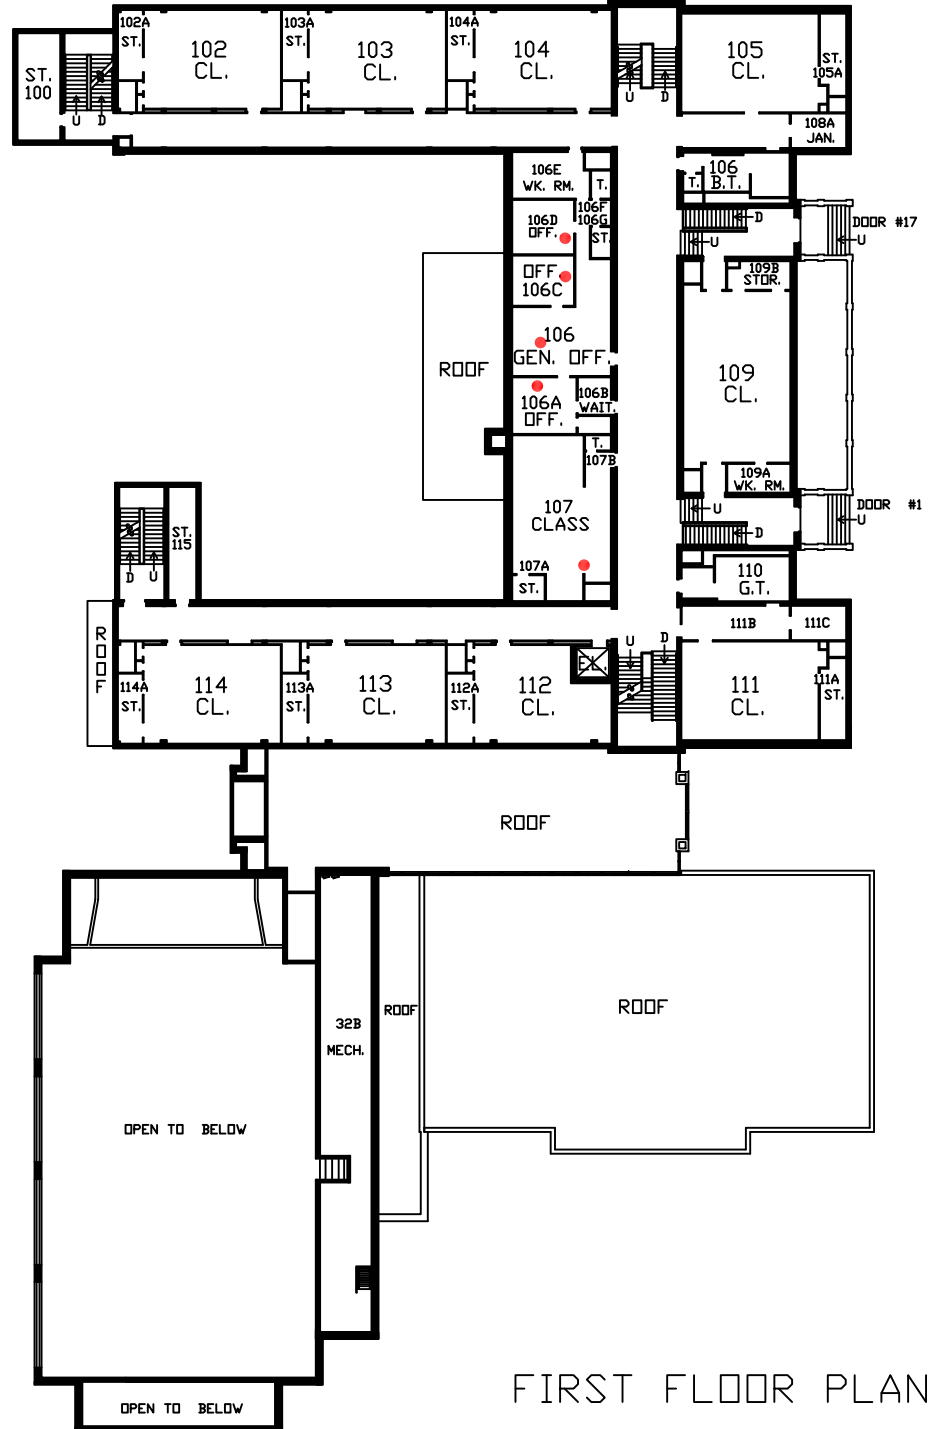 102A
ST.
102
CL.
103A
ST.
103
CL.
104A
ST.
104
CL.
105
CL.
ST.
105A
ST.
100
U
D
U
D
108A
JAN.
106E
WK. RM.
T.
106
B.T.
T.
106F
106G
ST.
106D
OFF.
D
U
DOOR #17
U
OFF.
106C
109B
STOR.
106
GEN. OFF.
ROOF
109
CL.
106A
OFF.
106B
WAIT.
T.
107B
109A
WK. RM.
107
CLASS
U
D
DOOR #1
U
ST.
115
D
U
107A
ST.
110
G.T.
ROOF
111B
111C
U
D
EL.
114A
ST.
114
CL.
113A
ST.
113
CL.
112A
ST.
112
CL.
111
CL.
111A
ST.
ROOF
ROOF
ROOF
32B
MECH.
OPEN TO BELOW
OPEN TO BELOW
FIRST FLOOR PLAN